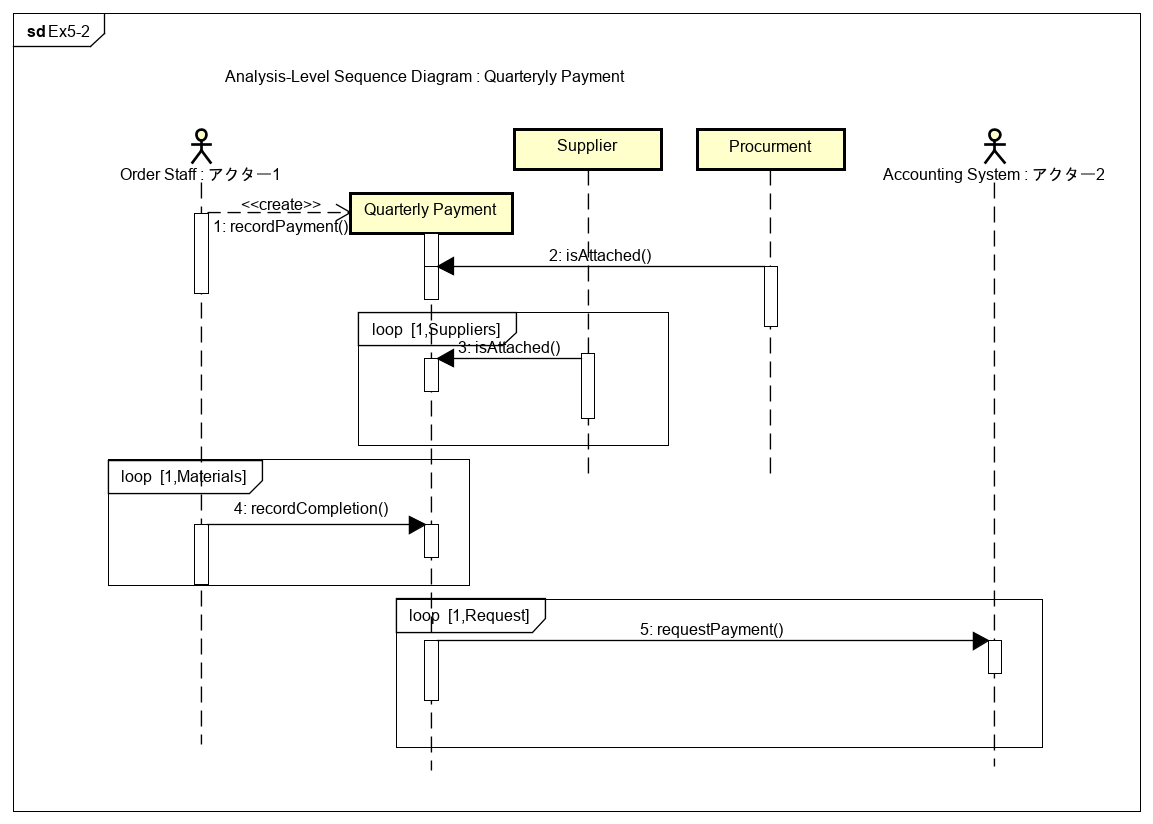 sd Ex5-2
Analysis-Level Sequence Diagram : Quarteryly Payment
Supplier
Procurment
Order Staff : アクター1
Accounting System : アクター2
<<create>>
Quarterly Payment
1: recordPayment()
2: isAttached()
loop [1,Suppliers]
3: isAttached()
loop [1,Materials]
4: recordCompletion()
loop [1,Request]
5: requestPayment()